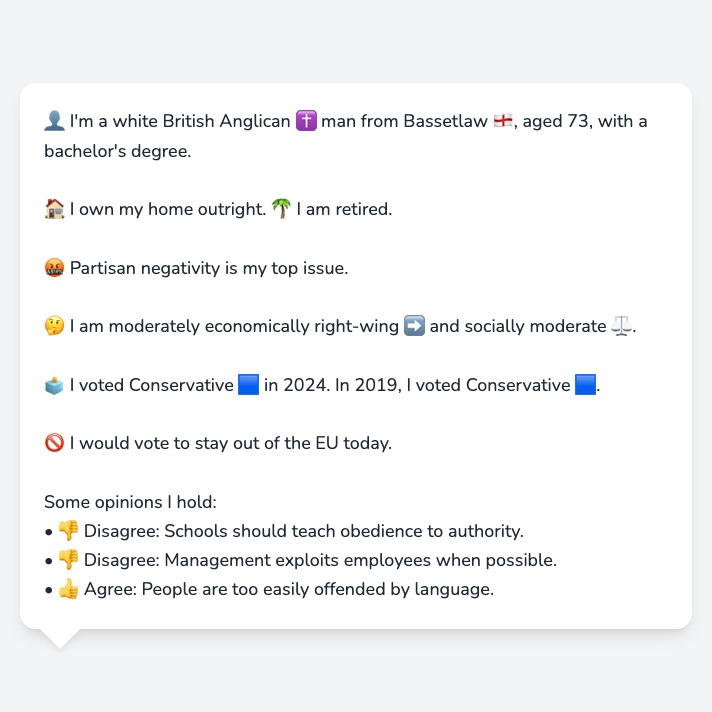 👤 I'm a white British Anglican ✝️ man from Bassetlaw 🏴󠁧󠁢󠁥󠁮󠁧󠁿, aged 73, with a
bachelor's degree.
🏠 I own my home outright. 🌴 I am retired.
🤬 Partisan negativity is my top issue.
🤔 I am moderately economically right-wing ➡️ and socially moderate ⚖️.
🗳️ I voted Conservative 🟦 in 2024. In 2019, I voted Conservative 🟦.
🚫 I would vote to stay out of the EU today.
Some opinions I hold:
• 👎 Disagree: Schools should teach obedience to authority.
• 👎 Disagree: Management exploits employees when possible.
• 👍 Agree: People are too easily offended by language.